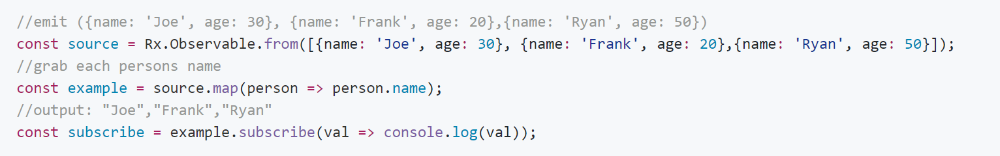 //emit ({name: 'Joe', age: 30}, {name: 'Frank', age: 20},{name: 'Ryan', age: 50})
const source = Rx.Observable.from([{name: 'Joe', age: 30}, {name: 'Frank', age: 20},{name: 'Ryan', age: 50}]);
//grab each persons name
const example = source.map(person => person.name);
//output: "Joe","Frank","Ryan"
const subscribe = example.subscribe(val => console.log(val));